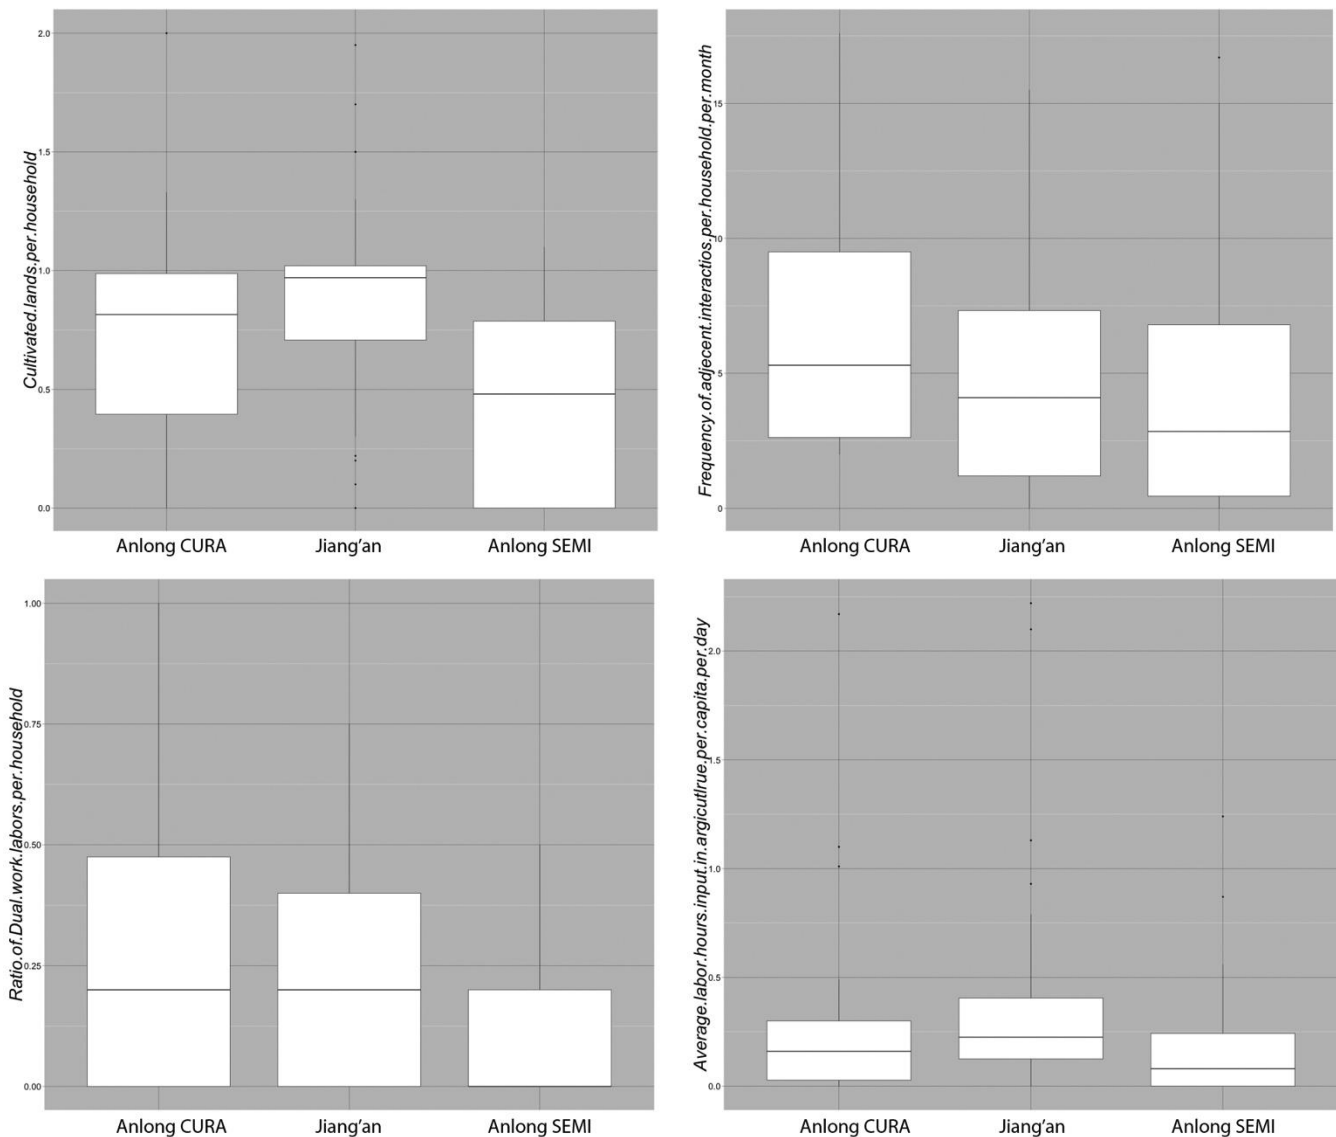 Cultivated.lands.per.household
2.0
1.5
1.0
0.5
0.0
Anlong CURA Jiang'an Anlong SEMI
Frequency.of.adjecent.interactios.per.household.per.month
15
10
5
0
Anlong CURA Jiang'an Anlong SEMI
Ratio.of.Dual.work.labors.per.household
1.00
0.75
0.50
0.25
0.00
Anlong CURA Jiang'an Anlong SEMI
Average.labor.hours.input.in.argicutlrue.per.capita.per.day
2.0
1.5
1.0
0.5
0.0
Anlong CURA Jiang'an Anlong SEMI